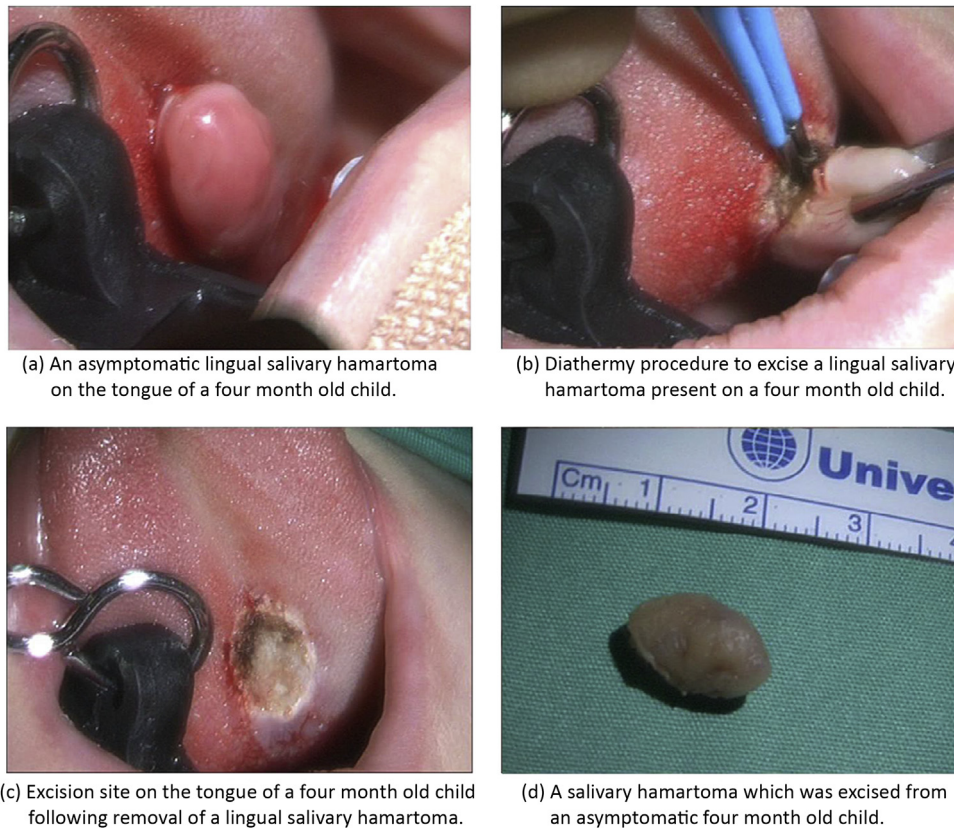 (a) An asymptomatic lingual salivary hamartoma
on the tongue of a four month old child.
(b) Diathermy procedure to excise a lingual salivary
hamartoma present on a four month old child.
Cm 1 2 3
Unive
(c) Excision site on the tongue of a four month old child
following removal of a lingual salivary hamartoma.
(d) A salivary hamartoma which was excised from
an asymptomatic four month old child.